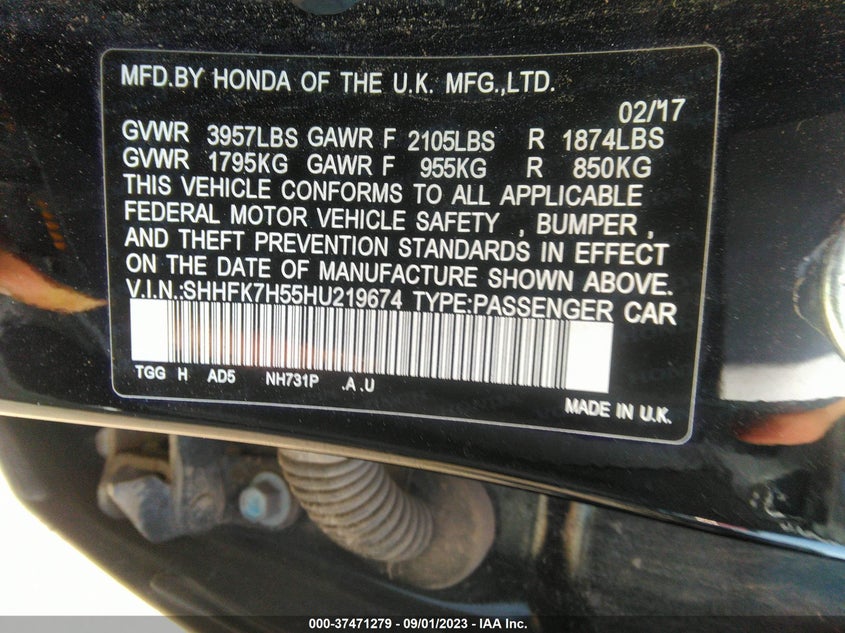 MFD.BY HONDA OF THE U.K. MFG.,LTD.
02/17
GVWR 3957LBS GAWR F 2105LBS R 1874LBS
GVWR 1795KG GAWR F 955KG R 850KG
THIS VEHICLE CONFORMS TO ALL APPLICABLE
FEDERAL MOTOR VEHICLE SAFETY , BUMPER ,
AND THEFT PREVENTION STANDARDS IN EFFECT
ON THE DATE OF MANUFACTURE SHOWN ABOVE.
V.I.N.:SHHFK7H55HU219674 TYPE:PASSENGER CAR
TGG H AD5 NH731P .A .U
MADE IN U.K.
000-37471279 - 09/01/2023 - IAA Inc.